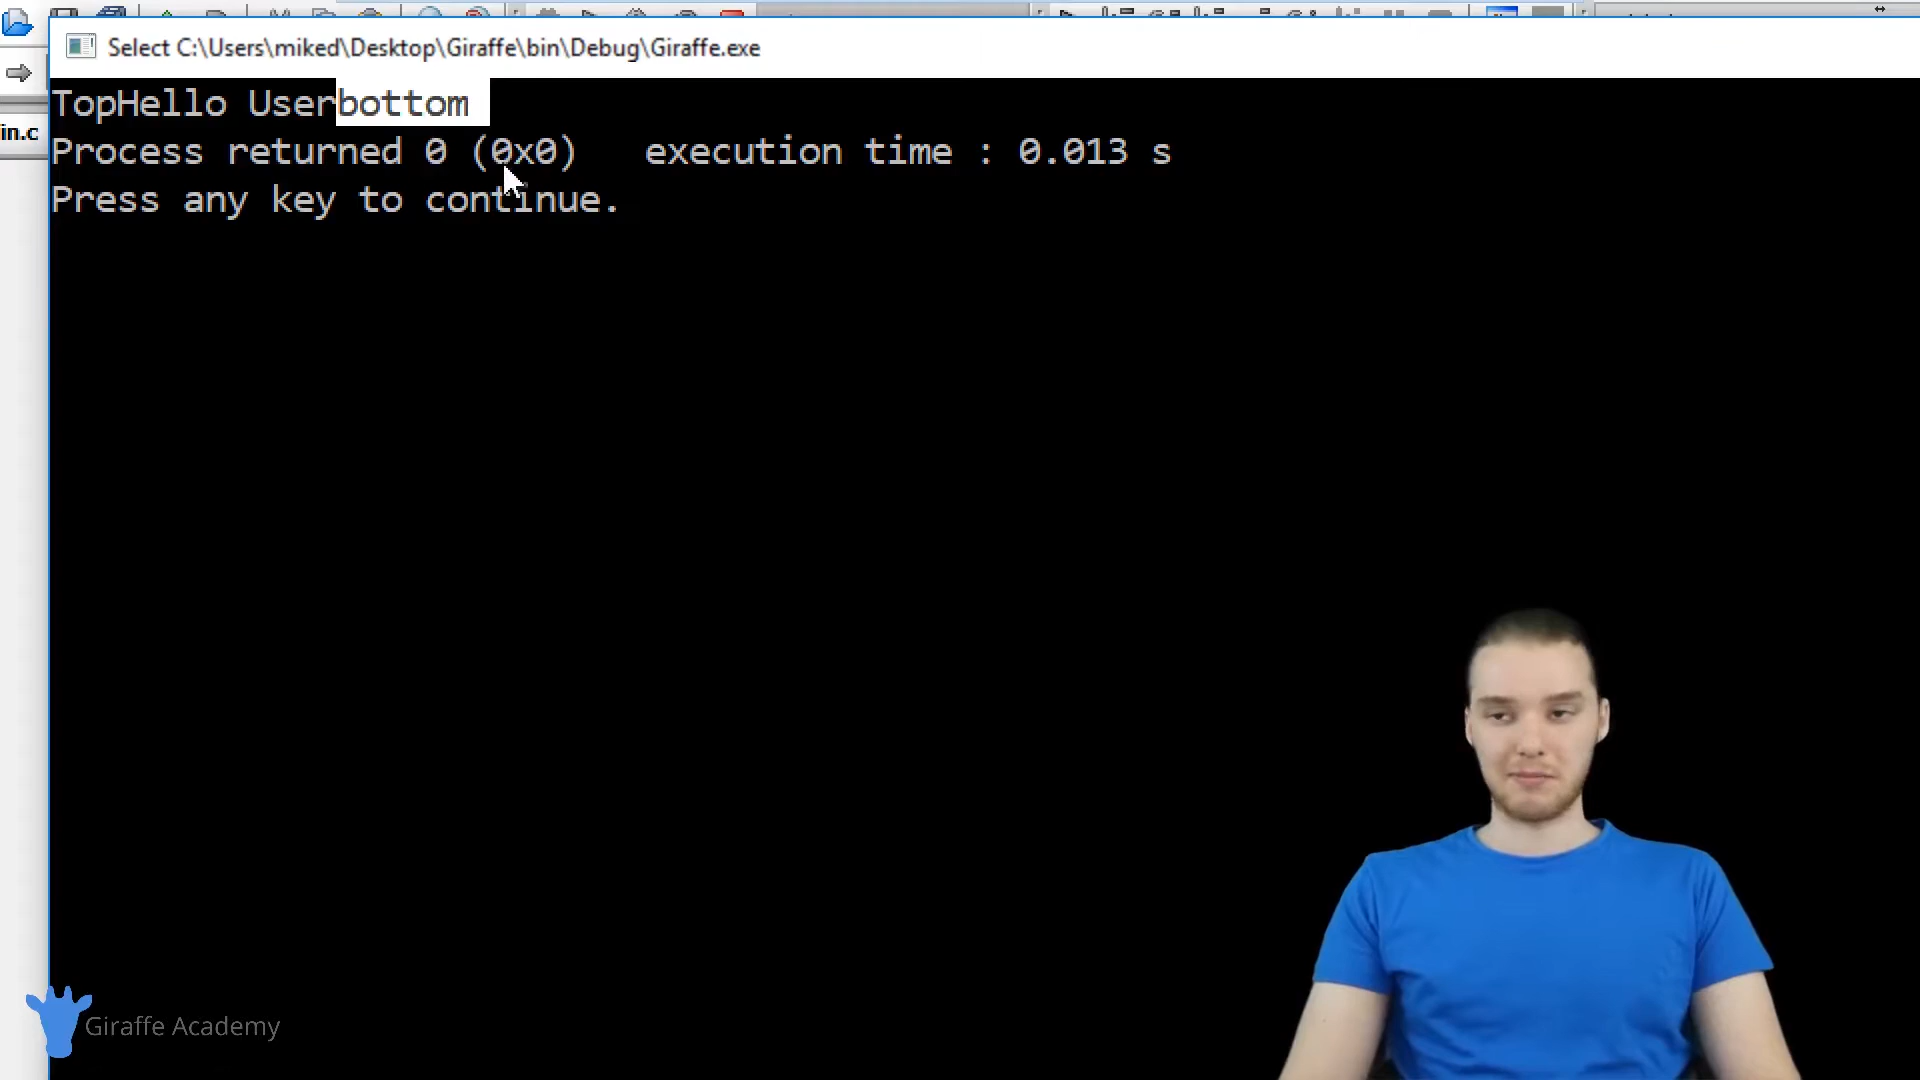 Select C:\Users\miked\Desktop\Giraffe\bin\Debug\Giraffe.exe
in.c
TopHello Userbottom
Process returned 0 (0x0)   execution time : 0.013 s
Press any key to continue.
Giraffe Academy